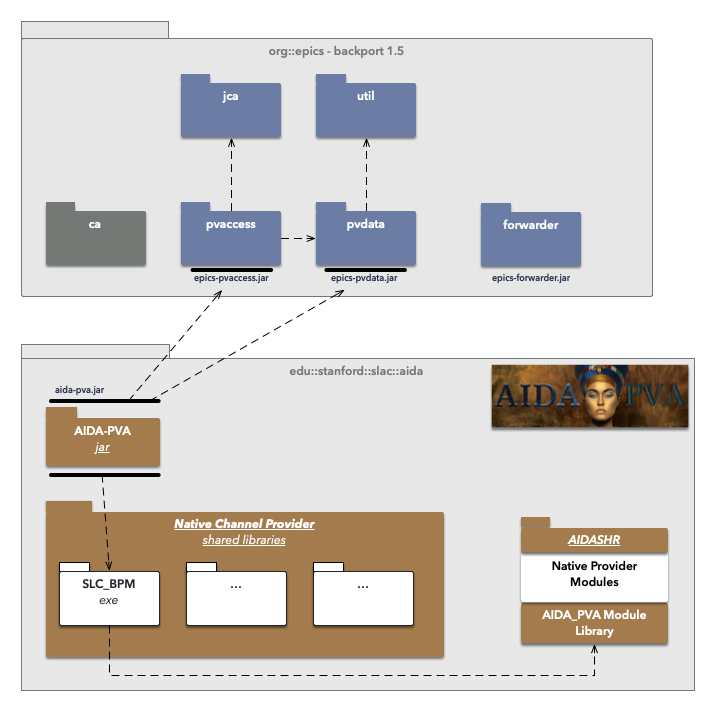 org::epics - backport 1.5
jca
util
ca
pvaccess
pvdata
forwarder
epics-pvaccess.jar
epics-pvdata.jar
epics-forwarder.jar
edu::stanford::slac::aida
AIDA PVA
aida-pva.jar
AIDA-PVA
jar
Native Channel Provider
shared libraries
SLC_BPM
exe
...
...
AIDASHR
Native Provider
Modules
AIDA_PVA Module
Library